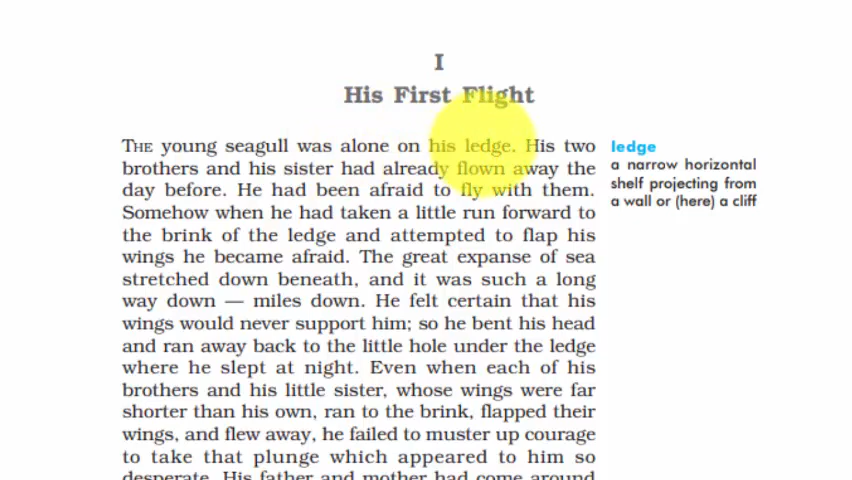 I
His First Flight
THE young seagull was alone on his ledge. His two
brothers and his sister had already flown away the
day before. He had been afraid to fly with them.
Somehow when he had taken a little run forward to
the brink of the ledge and attempted to flap his
wings he became afraid. The great expanse of sea
stretched down beneath, and it was such a long
way down — miles down. He felt certain that his
wings would never support him; so he bent his head
and ran away back to the little hole under the ledge
where he slept at night. Even when each of his
brothers and his little sister, whose wings were far
shorter than his own, ran to the brink, flapped their
wings, and flew away, he failed to muster up courage
to take that plunge which appeared to him so
desperate. His father and mother had come around
ledge
a narrow horizontal
shelf projecting from
a wall or (here) a cliff